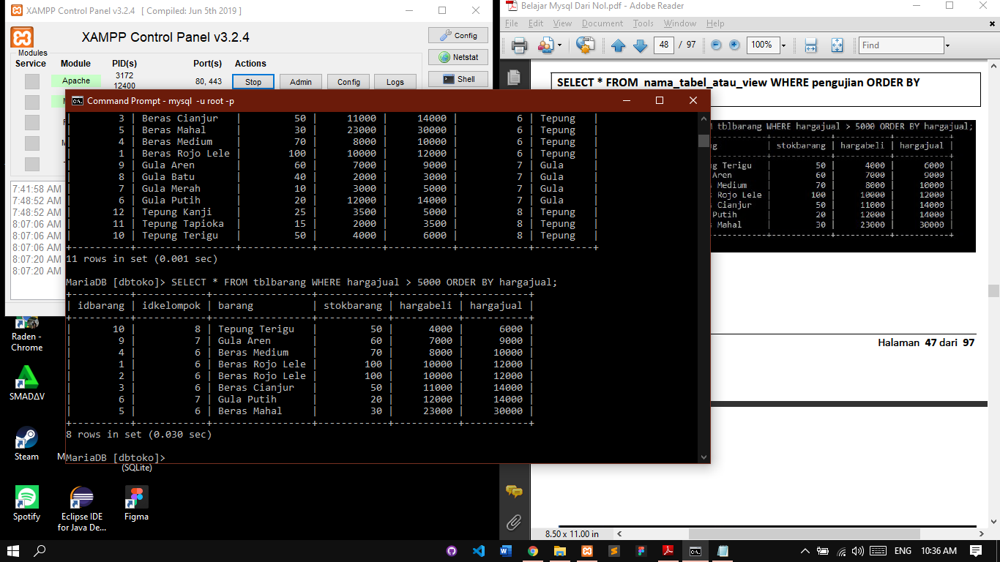 XAMPP Control Panel v3.2.4 [ Compiled: Jun 5th 2019 ]
XAMPP Control Panel v3.2.4
Config
Modules
Service
Module
PID(s)
Port(s)
Actions
Netstat
Apache
3172
12400
80, 443
Stop
Admin
Config
Logs
Shell
7:41:58 AM
7:48:52 AM
7:48:52 AM
8:07:06 AM
8:07:06 AM
8:07:06 AM
8:07:20 AM
8:07:20 AM
Command Prompt - mysql -u root -p
| 3 | Beras Cianjur | 50 | 11000 | 14000 | 6 | Tepung |
| 5 | Beras Mahal | 30 | 23000 | 30000 | 6 | Tepung |
| 4 | Beras Medium | 70 | 8000 | 10000 | 6 | Tepung |
| 1 | Beras Rojo Lele | 100 | 10000 | 12000 | 6 | Tepung |
| 9 | Gula Aren | 60 | 7000 | 9000 | 7 | Gula |
| 8 | Gula Batu | 40 | 2000 | 3000 | 7 | Gula |
| 7 | Gula Merah | 10 | 3000 | 5000 | 7 | Gula |
| 6 | Gula Putih | 20 | 12000 | 14000 | 7 | Gula |
| 12 | Tepung Kanji | 25 | 3500 | 5000 | 8 | Tepung |
| 11 | Tepung Tapioka | 15 | 2000 | 3500 | 8 | Tepung |
| 10 | Tepung Terigu | 50 | 4000 | 6000 | 8 | Tepung |
11 rows in set (0.001 sec)
MariaDB [dbtoko]> SELECT * FROM tblbarang WHERE hargajual > 5000 ORDER BY hargajual;
| idbarang | idkelompok | barang | stokbarang | hargabeli | hargajual |
| 10 | 8 | Tepung Terigu | 50 | 4000 | 6000 |
| 9 | 7 | Gula Aren | 60 | 7000 | 9000 |
| 4 | 6 | Beras Medium | 70 | 8000 | 10000 |
| 1 | 6 | Beras Rojo Lele | 100 | 10000 | 12000 |
| 2 | 6 | Beras Rojo Lele | 100 | 10000 | 12000 |
| 3 | 6 | Beras Cianjur | 50 | 11000 | 14000 |
| 6 | 7 | Gula Putih | 20 | 12000 | 14000 |
| 5 | 6 | Beras Mahal | 30 | 23000 | 30000 |
8 rows in set (0.030 sec)
MariaDB [dbtoko]>
Belajar Mysql Dari Nol.pdf - Adobe Reader
File Edit View Document Tools Window Help
48 / 97
100%
Find
SELECT * FROM nama_tabel_atau_view WHERE pengujian ORDER BY
tblbarang WHERE hargajual > 5000 ORDER BY hargajual;
| stokbarang | hargabeli | hargajual |
Terigu | 50 | 4000 | 6000 |
Aren | 60 | 7000 | 9000 |
Medium | 70 | 8000 | 10000 |
Rojo Lele | 100 | 10000 | 12000 |
Cianjur | 50 | 11000 | 14000 |
Putih | 20 | 12000 | 14000 |
Mahal | 30 | 23000 | 30000 |
Halaman 47 dari 97
8.50 x 11.00 in
Raden -
Chrome
SMADΔV
Steam
(SQLite)
Spotify
Eclipse IDE
for Java De...
Figma
ENG
10:36 AM